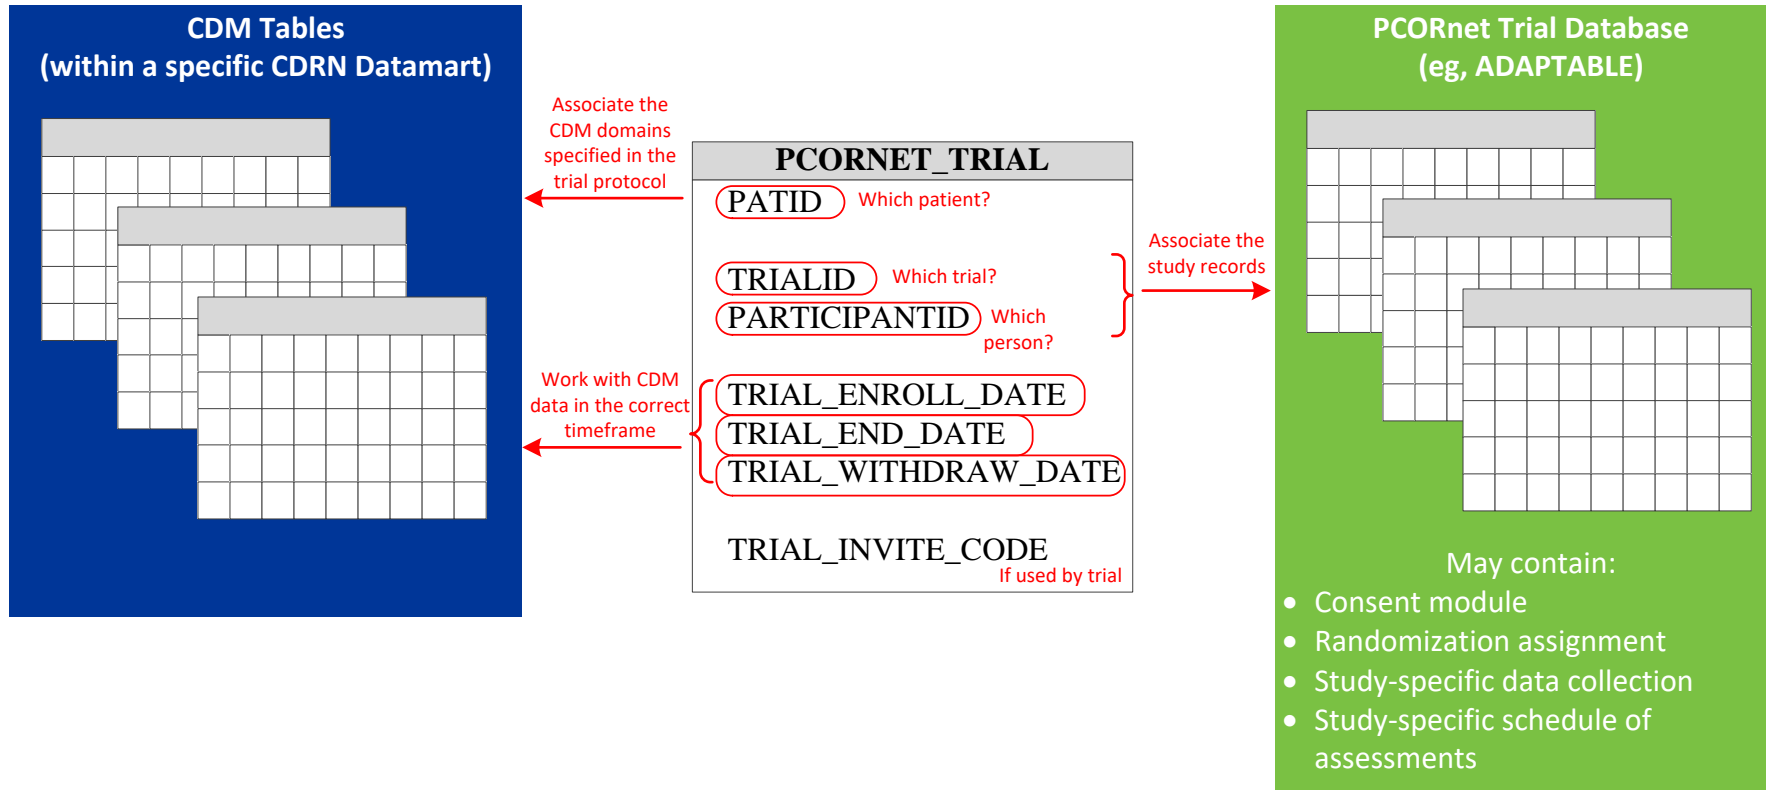 CDM Tables
(within a specific CDRN Datamart)
Associate the
CDM domains
specified in the
trial protocol
Work with CDM
data in the correct
timeframe
PCORNET_TRIAL
PATID Which patient?
TRIALID Which trial?
PARTICIPANTID Which
person?
TRIAL_ENROLL_DATE
TRIAL_END_DATE
TRIAL_WITHDRAW_DATE
TRIAL_INVITE_CODE
If used by trial
Associate the
study records
PCORnet Trial Database
(eg, ADAPTABLE)
May contain:
• Consent module
• Randomization assignment
• Study-specific data collection
• Study-specific schedule of
assessments